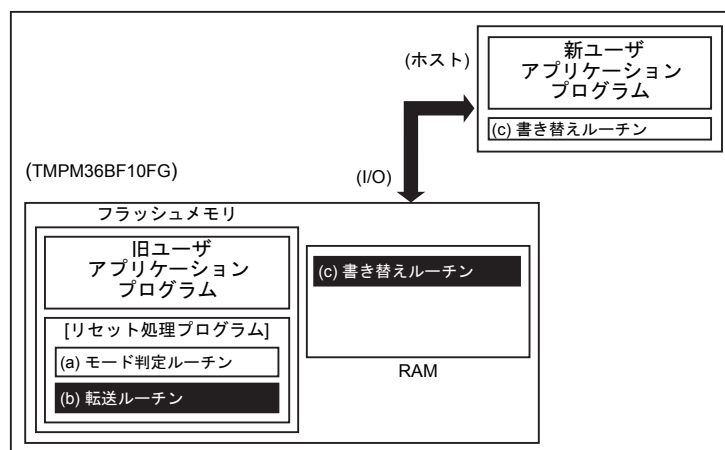 (ホスト)
新ユーザ
アプリケーション
プログラム
(c) 書き替えルーチン
(TMPM36BF10FG)
(I/O)
フラッシュメモリ
旧ユーザ
アプリケーション
プログラム
[リセット処理プログラム]
(a) モード判定ルーチン
(b) 転送ルーチン
(c) 書き替えルーチン
RAM